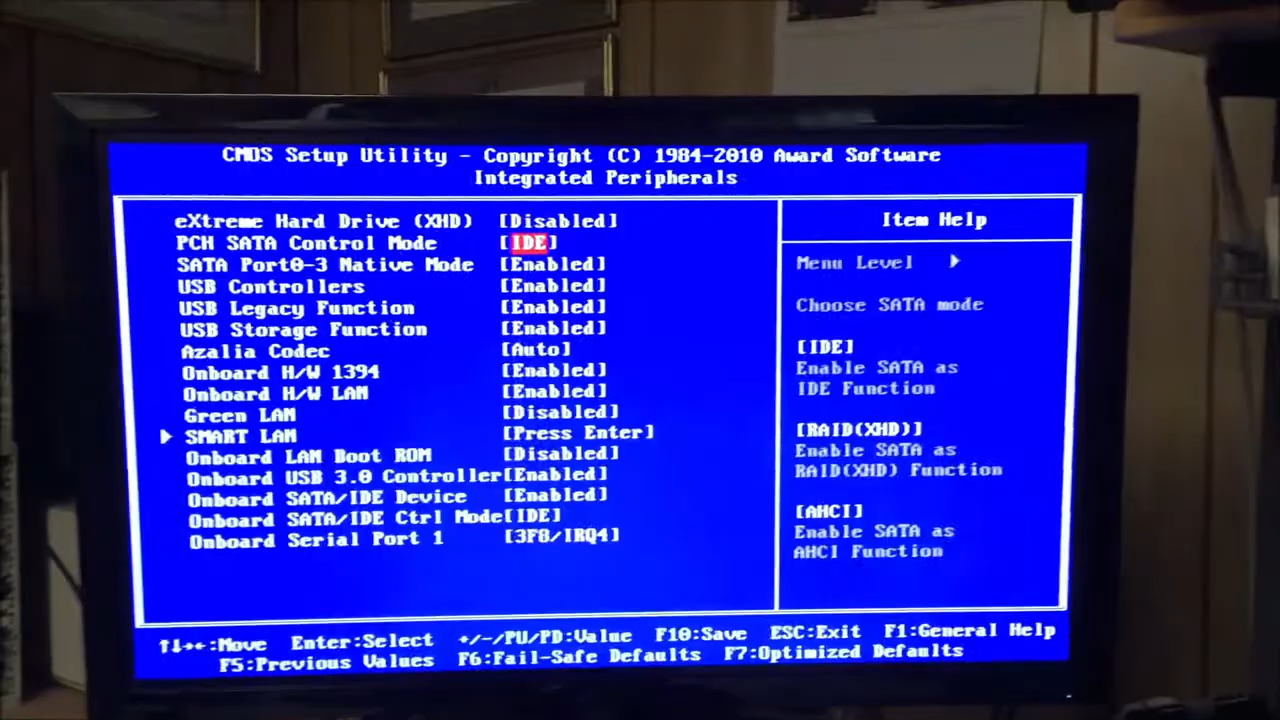 CMOS Setup Utility - Copyright (C) 1984-2010 Award Software
Integrated Peripherals
eXtreme Hard Drive (XHD) [Disabled]
PCH SATA Control Mode [IDE]
SATA Port0-3 Native Mode [Enabled]
USB Controllers [Enabled]
USB Legacy Function [Enabled]
USB Storage Function [Enabled]
Azalia Codec [Auto]
Onboard H/W 1394 [Enabled]
Onboard H/W LAN [Enabled]
Green LAN [Disabled]
SMART LAN [Press Enter]
Onboard LAN Boot ROM [Disabled]
Onboard USB 3.0 Controller[Enabled]
Onboard SATA/IDE Device [Enabled]
Onboard SATA/IDE Ctrl Mode[IDE]
Onboard Serial Port 1 [3F8/IRQ4]
Item Help
Menu Level ▶
Choose SATA mode
[IDE]
Enable SATA as
IDE Function
[RAID(XHD)]
Enable SATA as
RAID(XHD) Function
[AHCI]
Enable SATA as
AHCI Function
↑↓→←:Move Enter:Select +/-/PU/PD:Value F10:Save ESC:Exit F1:General Help
F5:Previous Values F6:Fail-Safe Defaults F7:Optimized Defaults